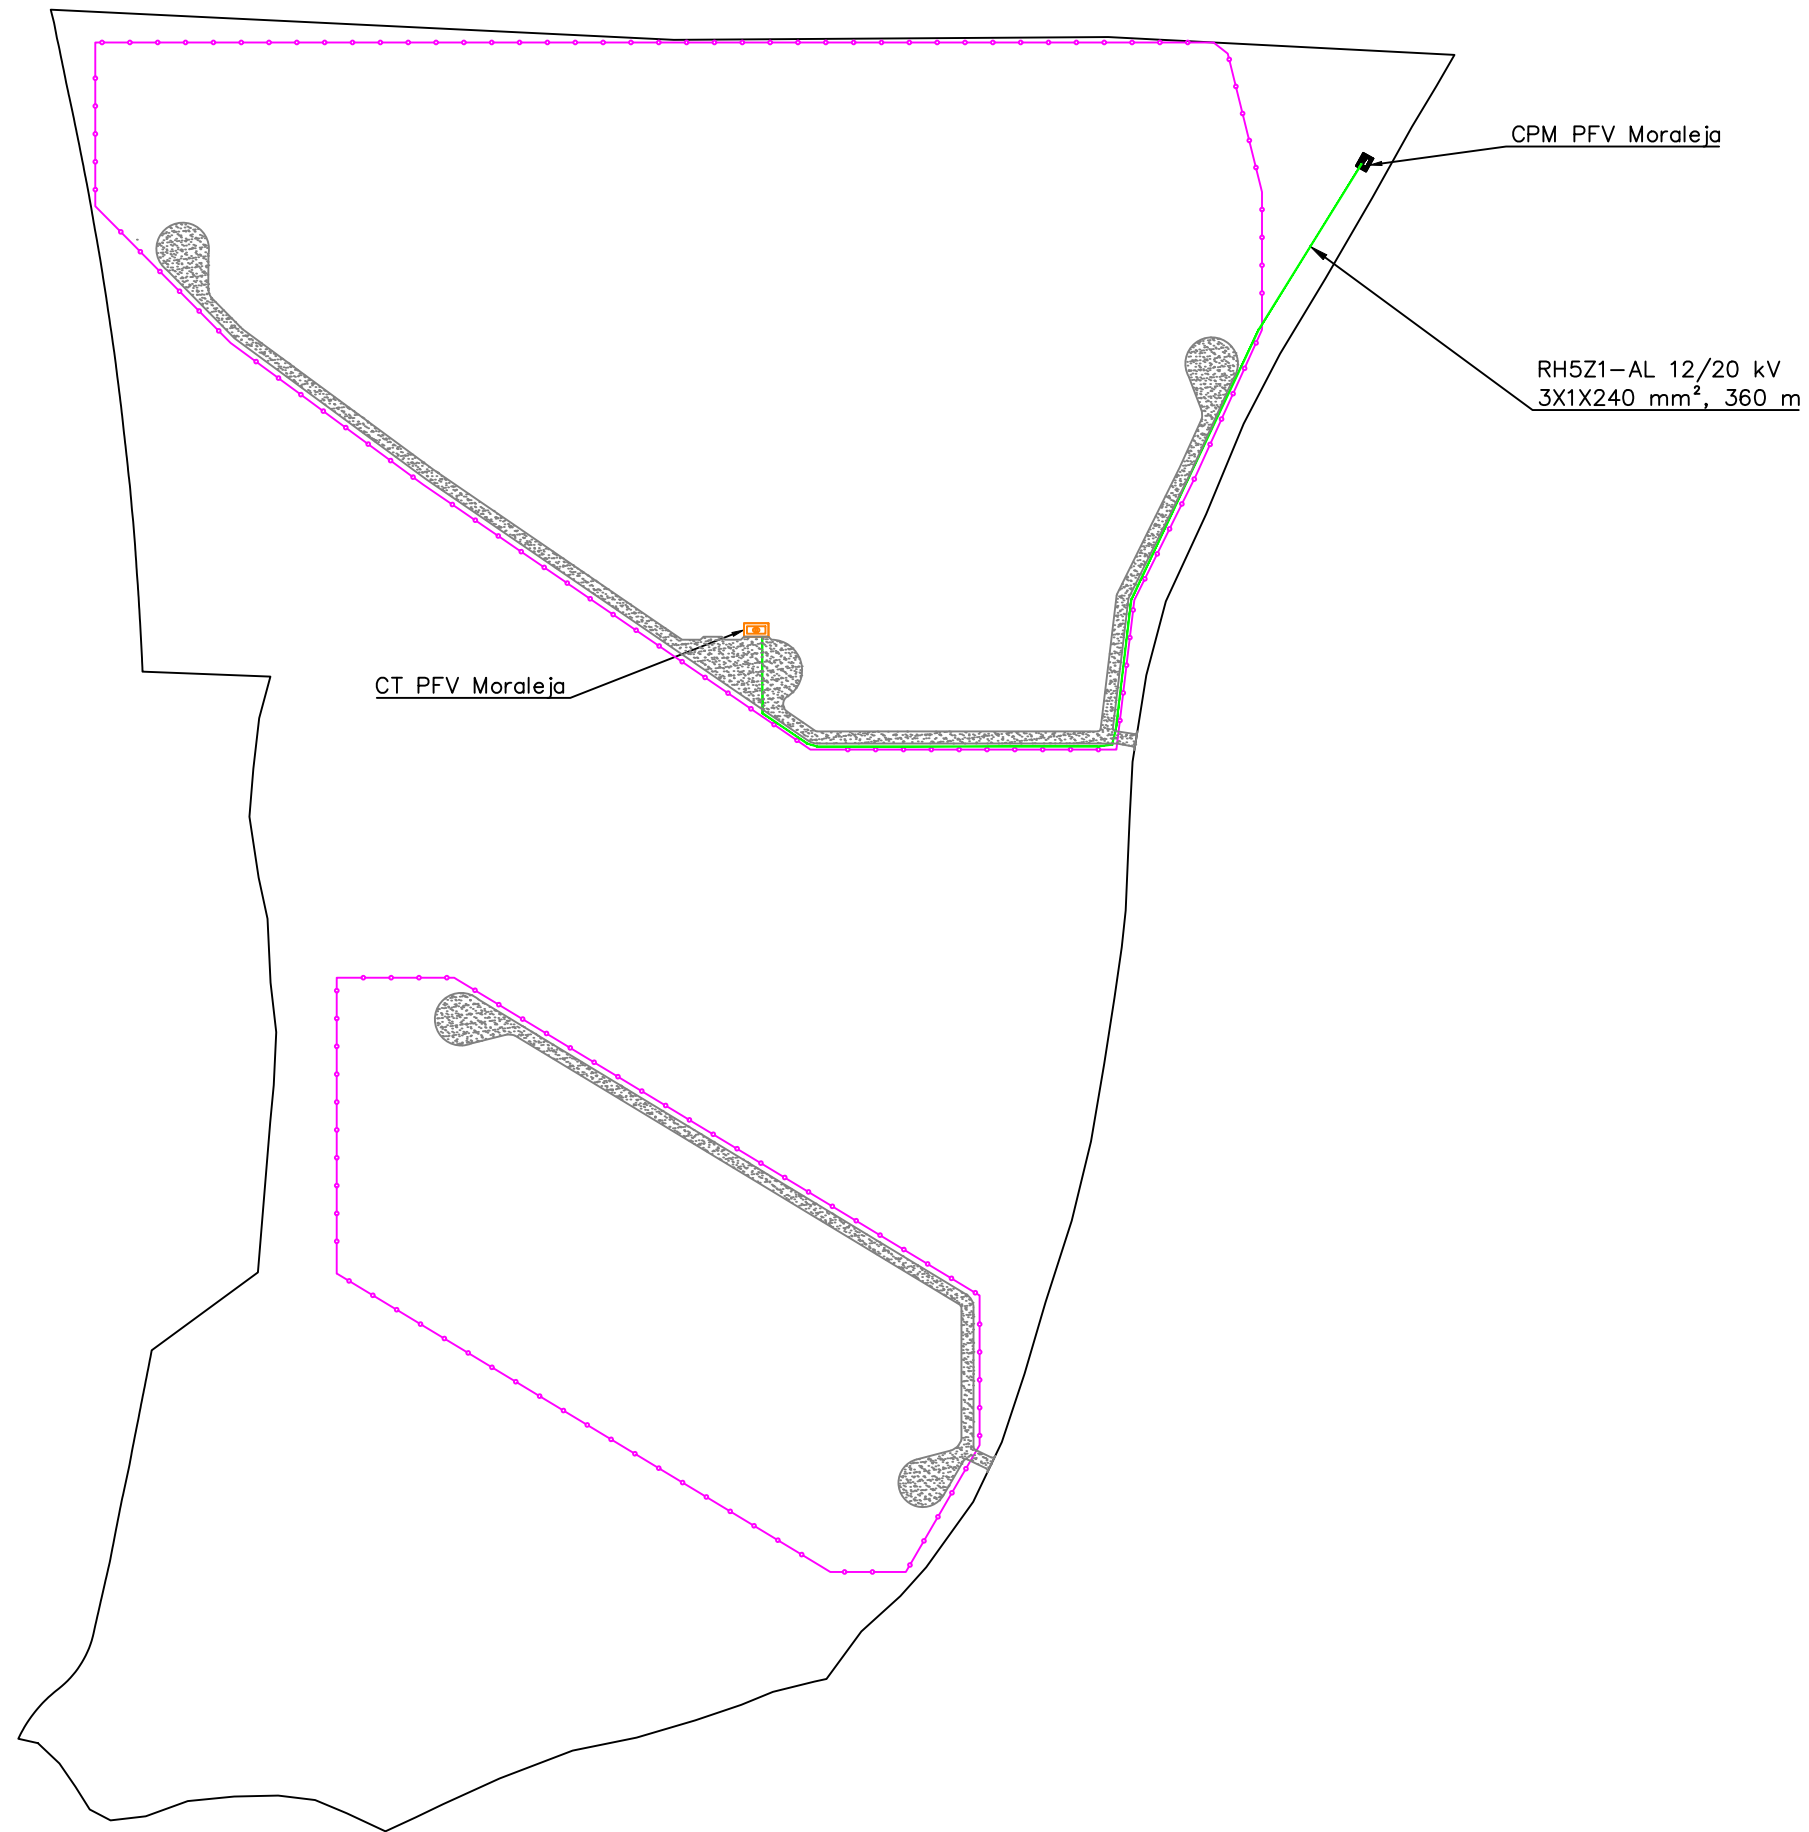 CPM PFV Moraleja
RH5Z1-AL 12/20 kV
3X1X240 mm², 360 m
CT PFV Moraleja